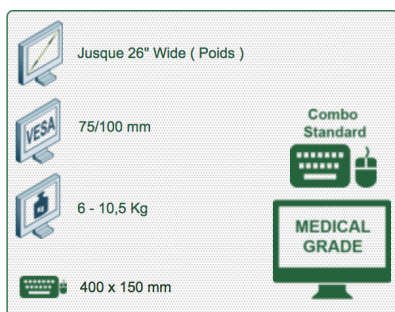 Jusque 26" Wide ( Poids )
VESA
75/100 mm
Combo
Standard
KG
6 - 10,5 Kg
MEDICAL
GRADE
400 x 150 mm